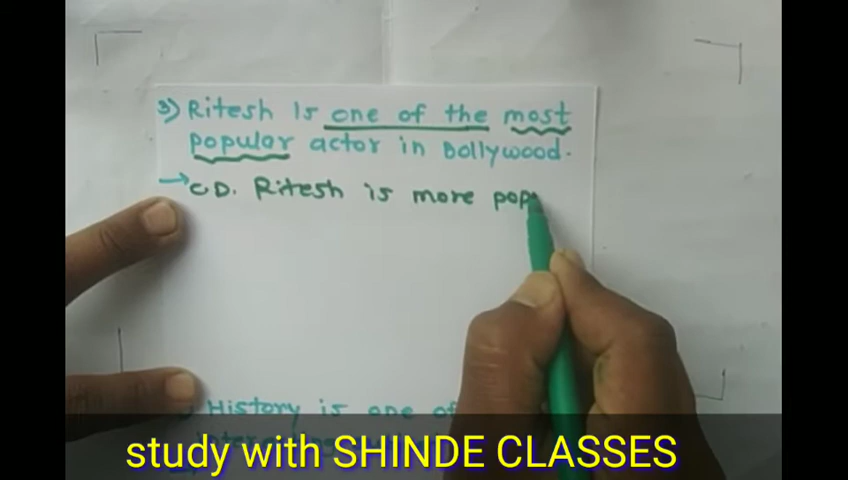 3) Ritesh is one of the most
popular actor in Bollywood.
→ C.D. Ritesh is more pop
History is one of
study with SHINDE CLASSES